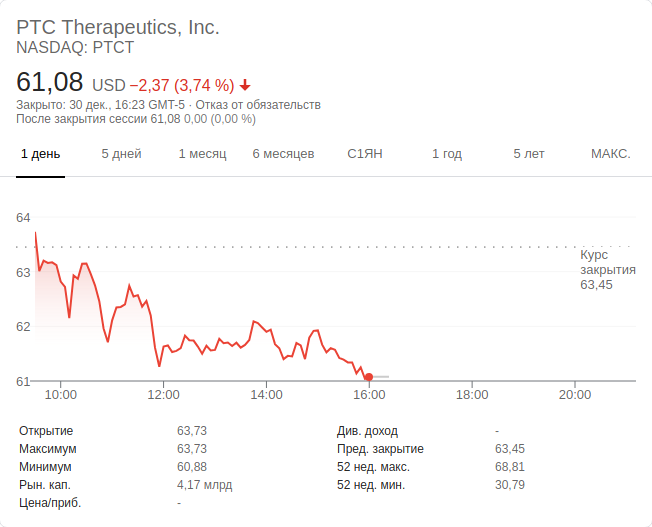 PTC Therapeutics, Inc.
NASDAQ: PTCT
61,08 USD −2,37 (3,74 %)
Закрыто: 30 дек., 16:23 GMT-5 · Отказ от обязательств
После закрытия сессии 61,08 0,00 (0,00 %)
1 день 5 дней 1 месяц 6 месяцев С1ЯН 1 год 5 лет МАКС.
64
Курс
закрытия
63,45
63
62
61
10:00 12:00 14:00 16:00 18:00 20:00
Открытие 63,73 Див. доход -
Максимум 63,73 Пред. закрытие 63,45
Минимум 60,88 52 нед. макс. 68,81
Рын. кап. 4,17 млрд 52 нед. мин. 30,79
Цена/приб. -